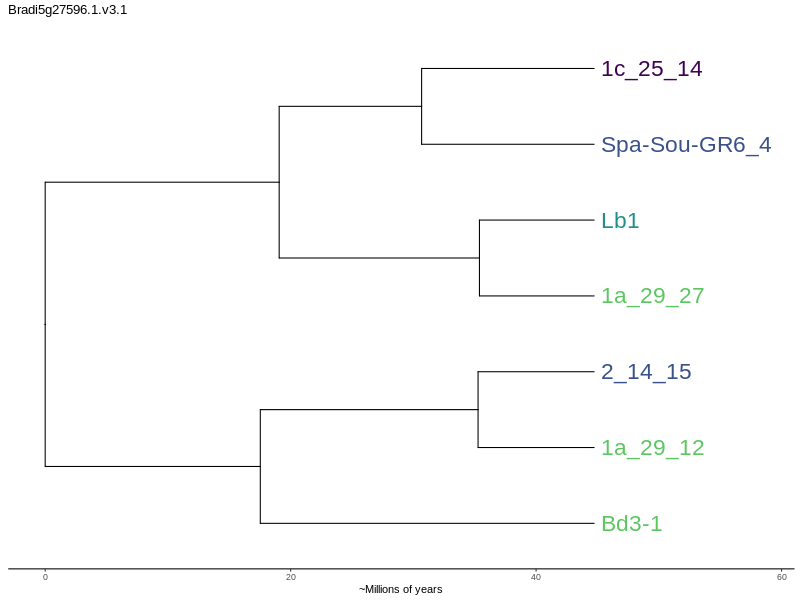 Bradi5g27596.1.v3.1
1c_25_14
Spa-Sou-GR6_4
Lb1
1a_29_27
2_14_15
1a_29_12
Bd3-1
0 20 40 60
~Millions of years